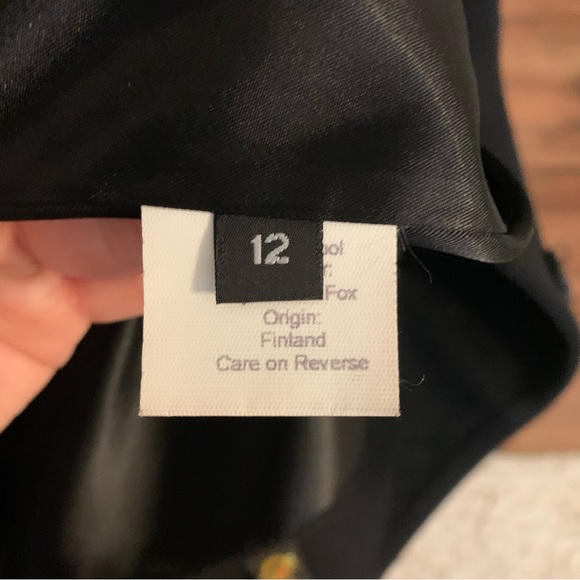 12
Fox
Origin:
Finland
Care on Reverse